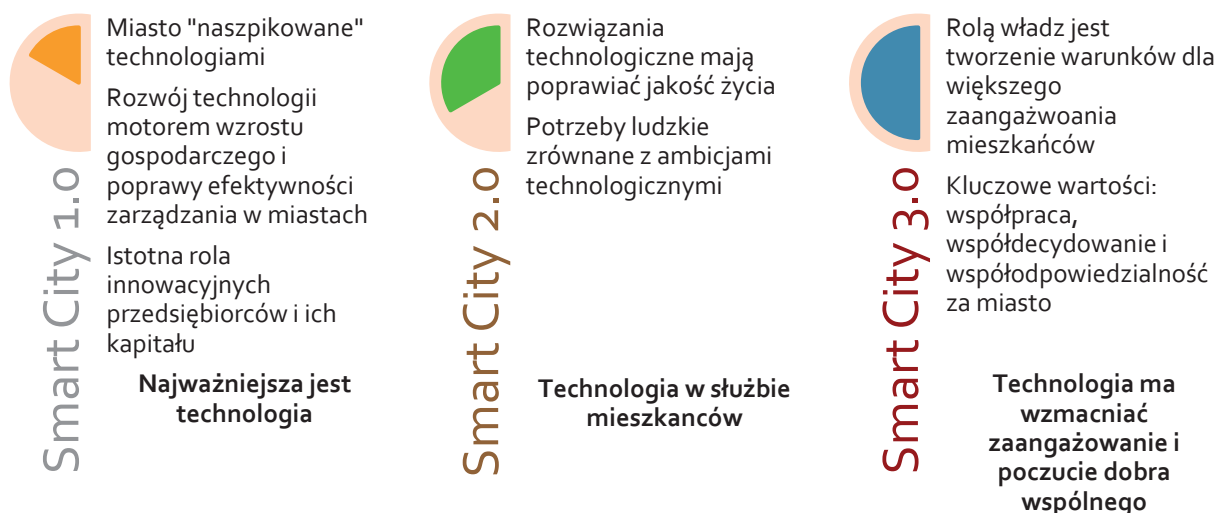 Smart City 1.0
Miasto "naszpikowane"
technologiami
Rozwój technologii
motorem wzrostu
gospodarczego i
poprawy efektywności
zarządzania w miastach
Istotna rola
innowacyjnych
przedsiębiorców i ich
kapitału
Najważniejsza jest
technologia
Smart City 2.0
Rozwiązania
technologiczne mają
poprawiać jakość życia
Potrzeby ludzkie
zrównane z ambicjami
technologicznymi
Technologia w służbie
mieszkanców
Smart City 3.0
Rolą władz jest
tworzenie warunków dla
większego
zaangażwoania
mieszkańców
Kluczowe wartości:
współpraca,
współdecydowanie i
współodpowiedzialność
za miasto
Technologia ma
wzmacniać
zaangażowanie i
poczucie dobra
wspólnego